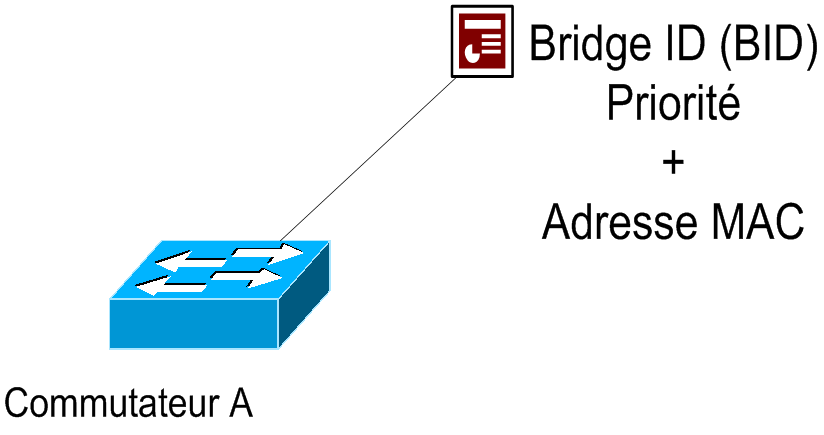 Bridge ID (BID)
Priorité
+
Adresse MAC
Commutateur A